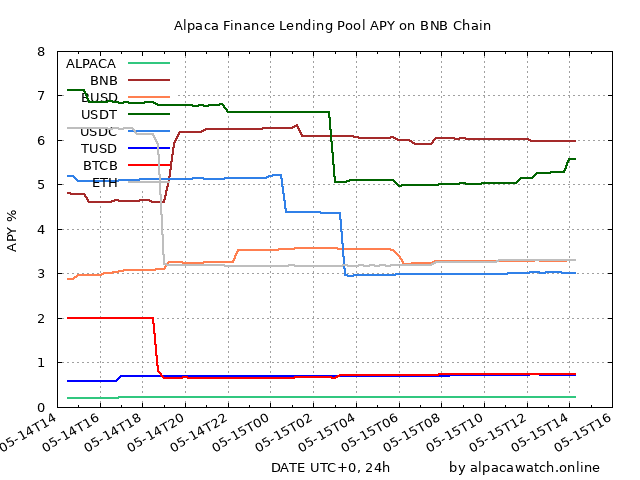 Alpaca Finance Lending Pool APY on BNB Chain
8
7
6
5
4
3
2
1
0
APY %
ALPACA
BNB
BUSD
USDT
USDC
TUSD
BTCB
ETH
05-14T14
05-14T16
05-14T18
05-14T20
05-14T22
05-15T00
05-15T02
05-15T04
05-15T06
05-15T08
05-15T10
05-15T12
05-15T14
05-15T16
DATE UTC+0, 24h
by alpacawatch.online